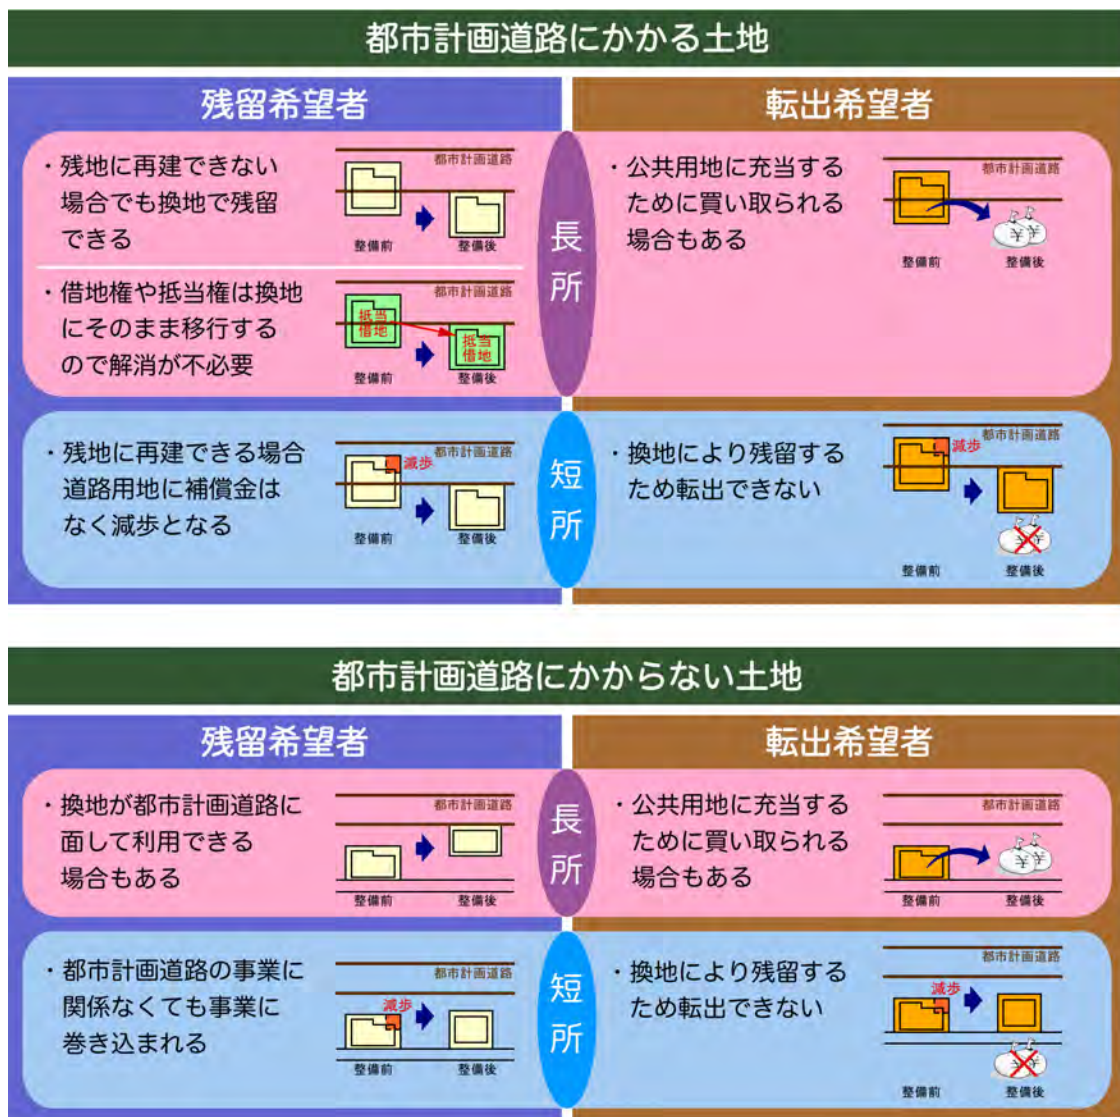 都市計画道路にかかる土地
残留希望者
転出希望者
長所
・残地に再建できない
場合でも換地で残留
できる
都市計画道路
整備前
整備後
・借地権や抵当権は換地
にそのまま移行する
ので解消が不必要
都市計画道路
抵当
借地
抵当
借地
整備前
整備後
・公共用地に充当する
ために買い取られる
場合もある
都市計画道路
¥
¥
整備前
整備後
短所
・残地に再建できる場合
道路用地に補償金は
なく減歩となる
都市計画道路
減歩
整備前
整備後
・換地により残留する
ため転出できない
都市計画道路
減歩
¥
¥
整備前
整備後
都市計画道路にかからない土地
残留希望者
転出希望者
長所
・換地が都市計画道路に
面して利用できる
場合もある
都市計画道路
整備前
整備後
・公共用地に充当する
ために買い取られる
場合もある
都市計画道路
¥
¥
整備前
整備後
短所
・都市計画道路の事業に
関係なくても事業に
巻き込まれる
都市計画道路
減歩
整備前
整備後
・換地により残留する
ため転出できない
都市計画道路
減歩
¥
¥
整備前
整備後